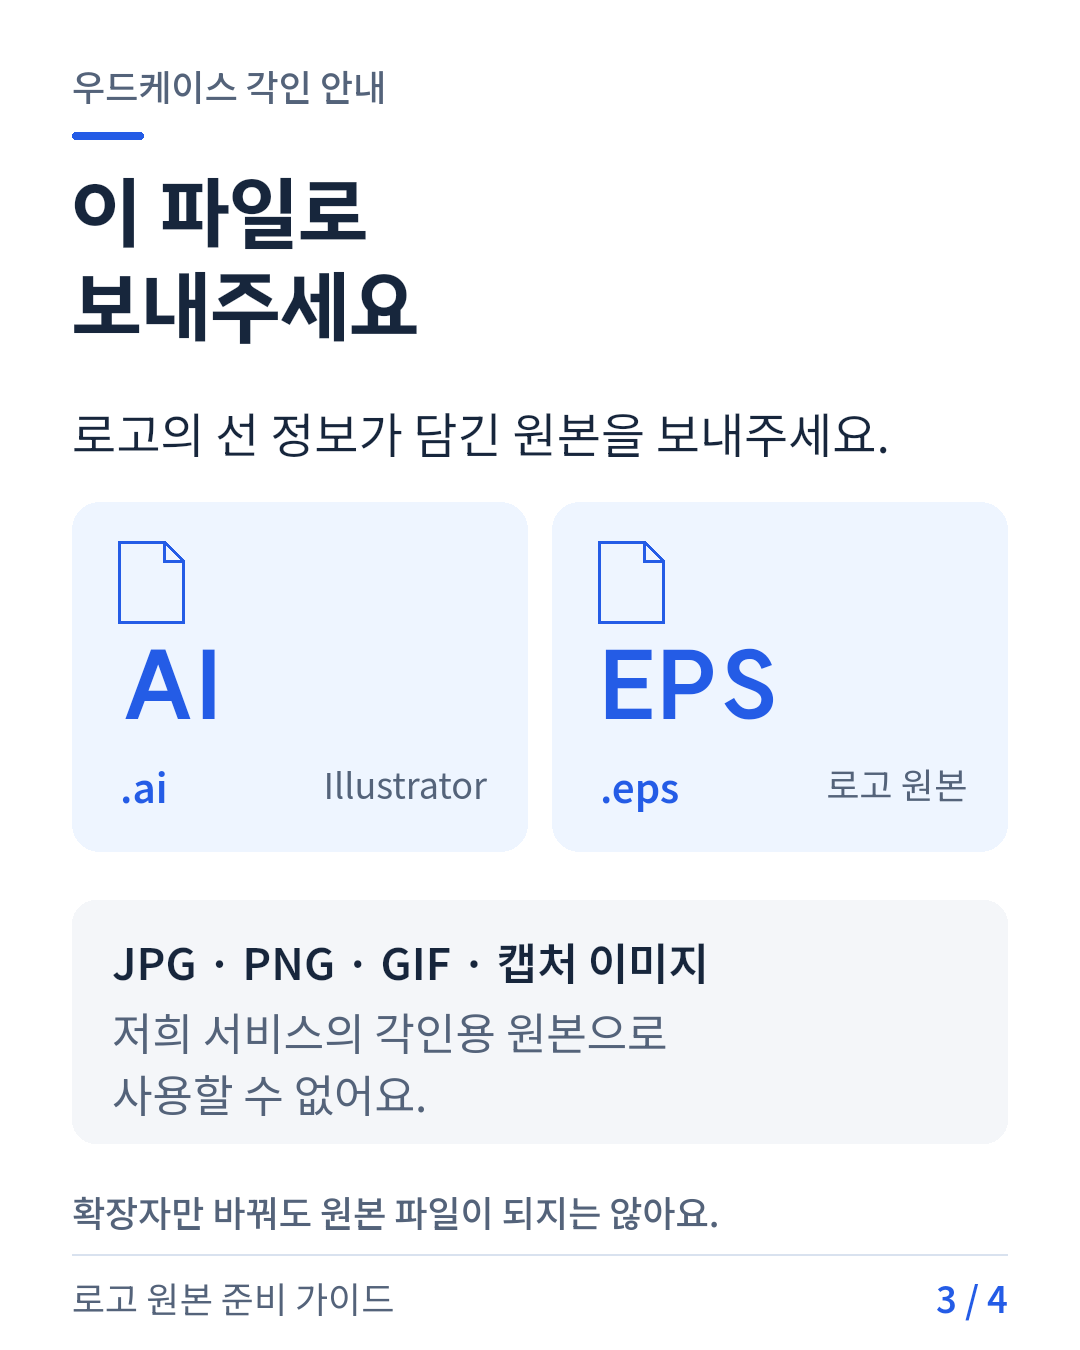 우드케이스 각인 안내
이 파일로
보내주세요
로고의 선 정보가 담긴 원본을 보내주세요.
AI
.ai Illustrator
EPS
.eps 로고 원본
JPG · PNG · GIF · 캡처 이미지
저희 서비스의 각인용 원본으로
사용할 수 없어요.
확장자만 바꿔도 원본 파일이 되지는 않아요.
로고 원본 준비 가이드 3 / 4